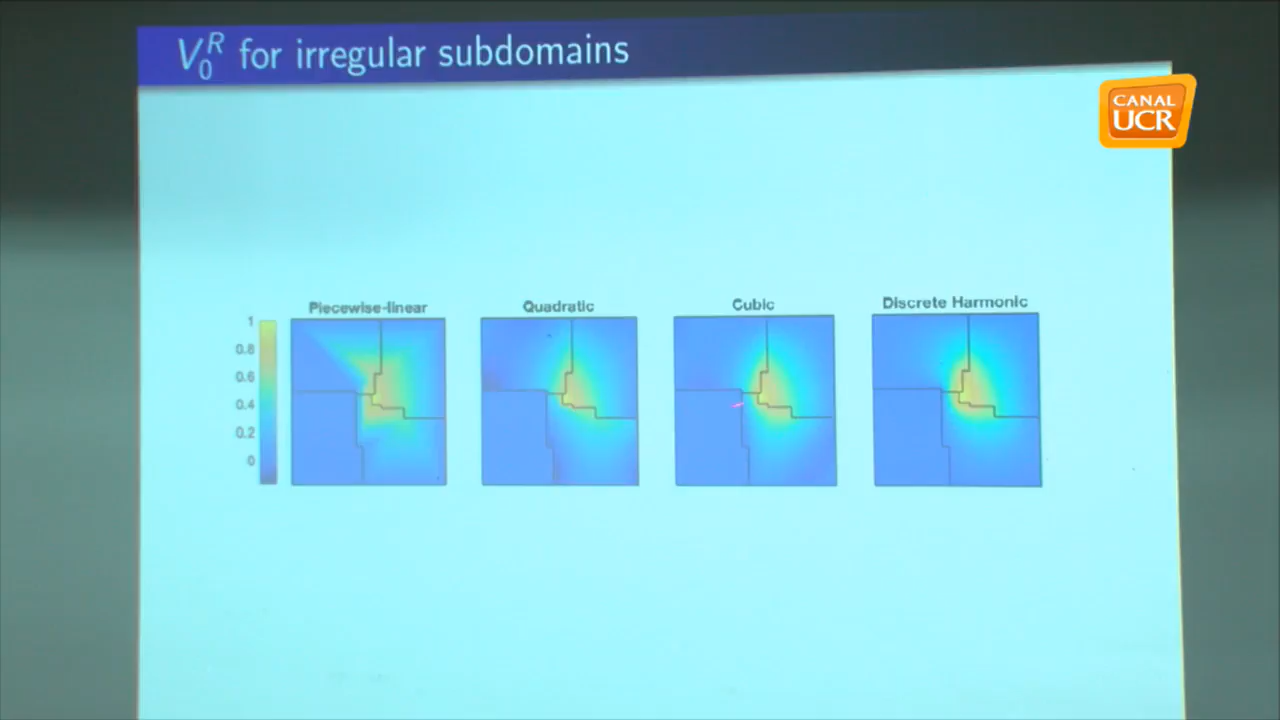 V₀ᴿ for irregular subdomains
CANAL
UCR
Piecewise-linear
Quadratic
Cubic
Discrete Harmonic
1
0.8
0.6
0.4
0.2
0